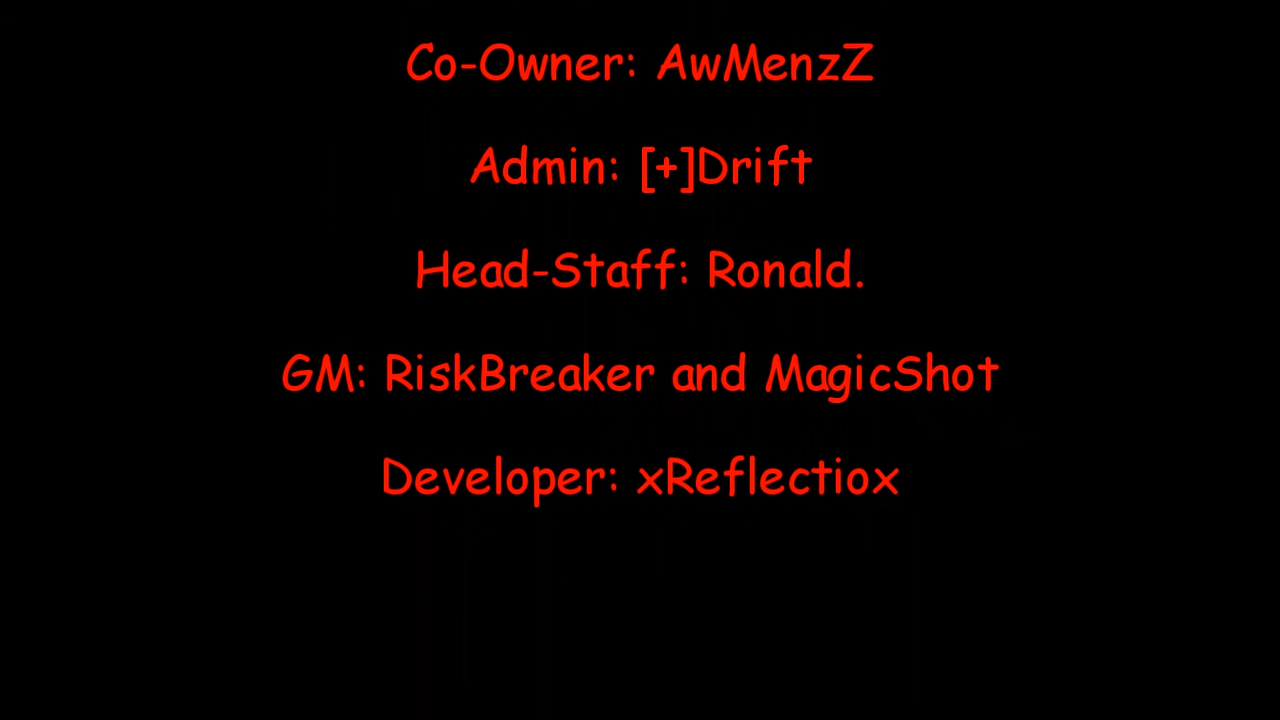 Co-Owner: AwMenzZ
Admin: [+]Drift
Head-Staff: Ronald.
GM: RiskBreaker and MagicShot
Developer: xReflectiox